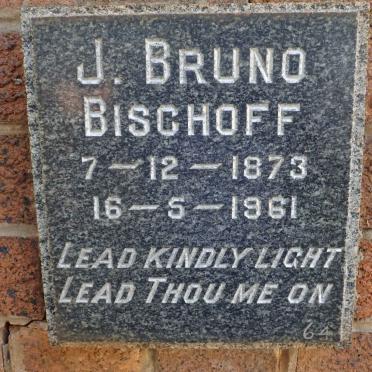 J. BRUNO
BISCHOFF
7-12-1873
16-5-1961
LEAD KINDLY LIGHT
LEAD THOU ME ON
64